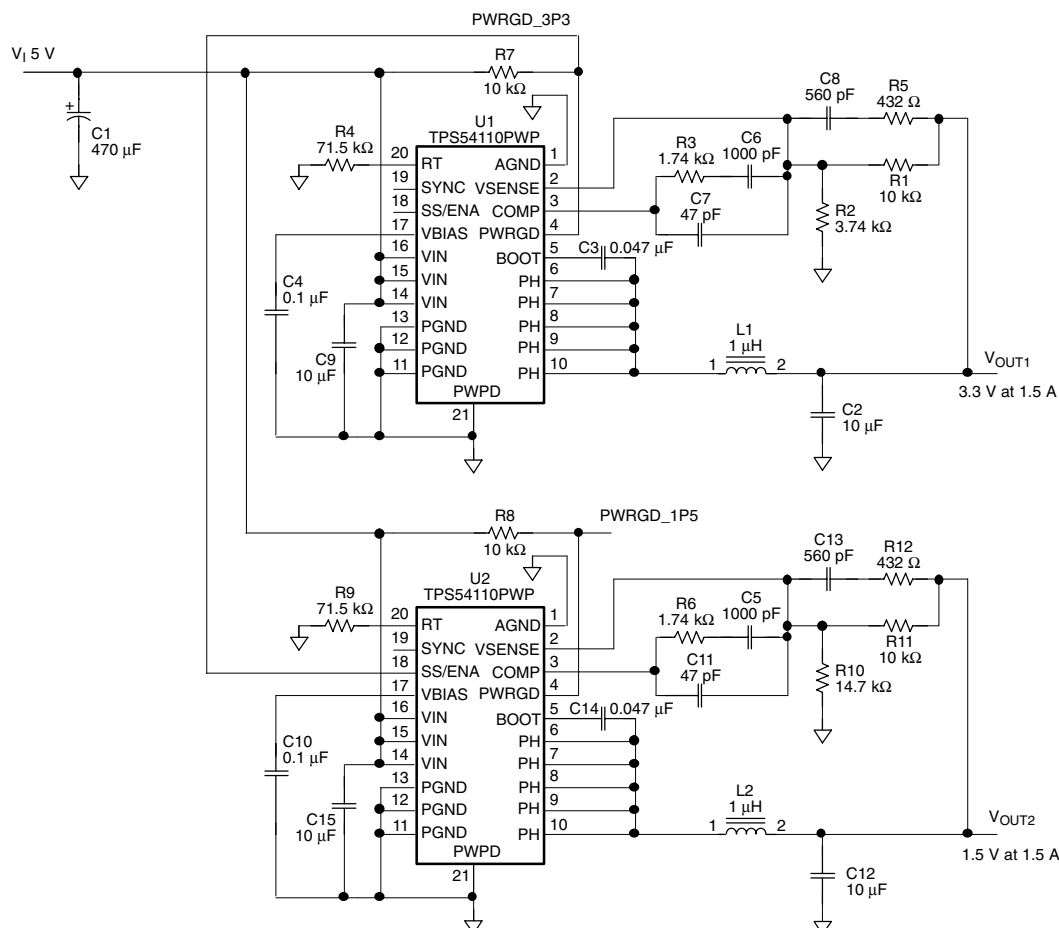 PWRGD_3P3
V_I 5 V
R7
10 kΩ
C1
470 μF
+
R4
71.5 kΩ
U1
TPS54110PWP
20 RT
AGND 1
19 SYNC
VSENSE 2
18 SS/ENA
COMP 3
17 VBIAS
PWRGD 4
16 VIN
BOOT 5
15 VIN
PH 6
14 VIN
PH 7
13 PGND
PH 8
12 PGND
PH 9
11 PGND
PH 10
PWPD
21
C8
560 pF
R5
432 Ω
R3
1.74 kΩ
C6
1000 pF
R1
10 kΩ
C7
47 pF
R2
3.74 kΩ
C3 0.047 μF
C4
0.1 μF
C9
10 μF
L1
1 μH
1 2
V_OUT1
3.3 V at 1.5 A
C2
10 μF
R8
10 kΩ
PWRGD_1P5
R9
71.5 kΩ
U2
TPS54110PWP
20 RT
AGND 1
19 SYNC
VSENSE 2
18 SS/ENA
COMP 3
17 VBIAS
PWRGD 4
16 VIN
BOOT 5
15 VIN
PH 6
14 VIN
PH 7
13 PGND
PH 8
12 PGND
PH 9
11 PGND
PH 10
PWPD
21
C13
560 pF
R12
432 Ω
R6
1.74 kΩ
C5
1000 pF
R11
10 kΩ
C11
47 pF
R10
14.7 kΩ
C14 0.047 μF
C10
0.1 μF
C15
10 μF
L2
1 μH
1 2
V_OUT2
1.5 V at 1.5 A
C12
10 μF